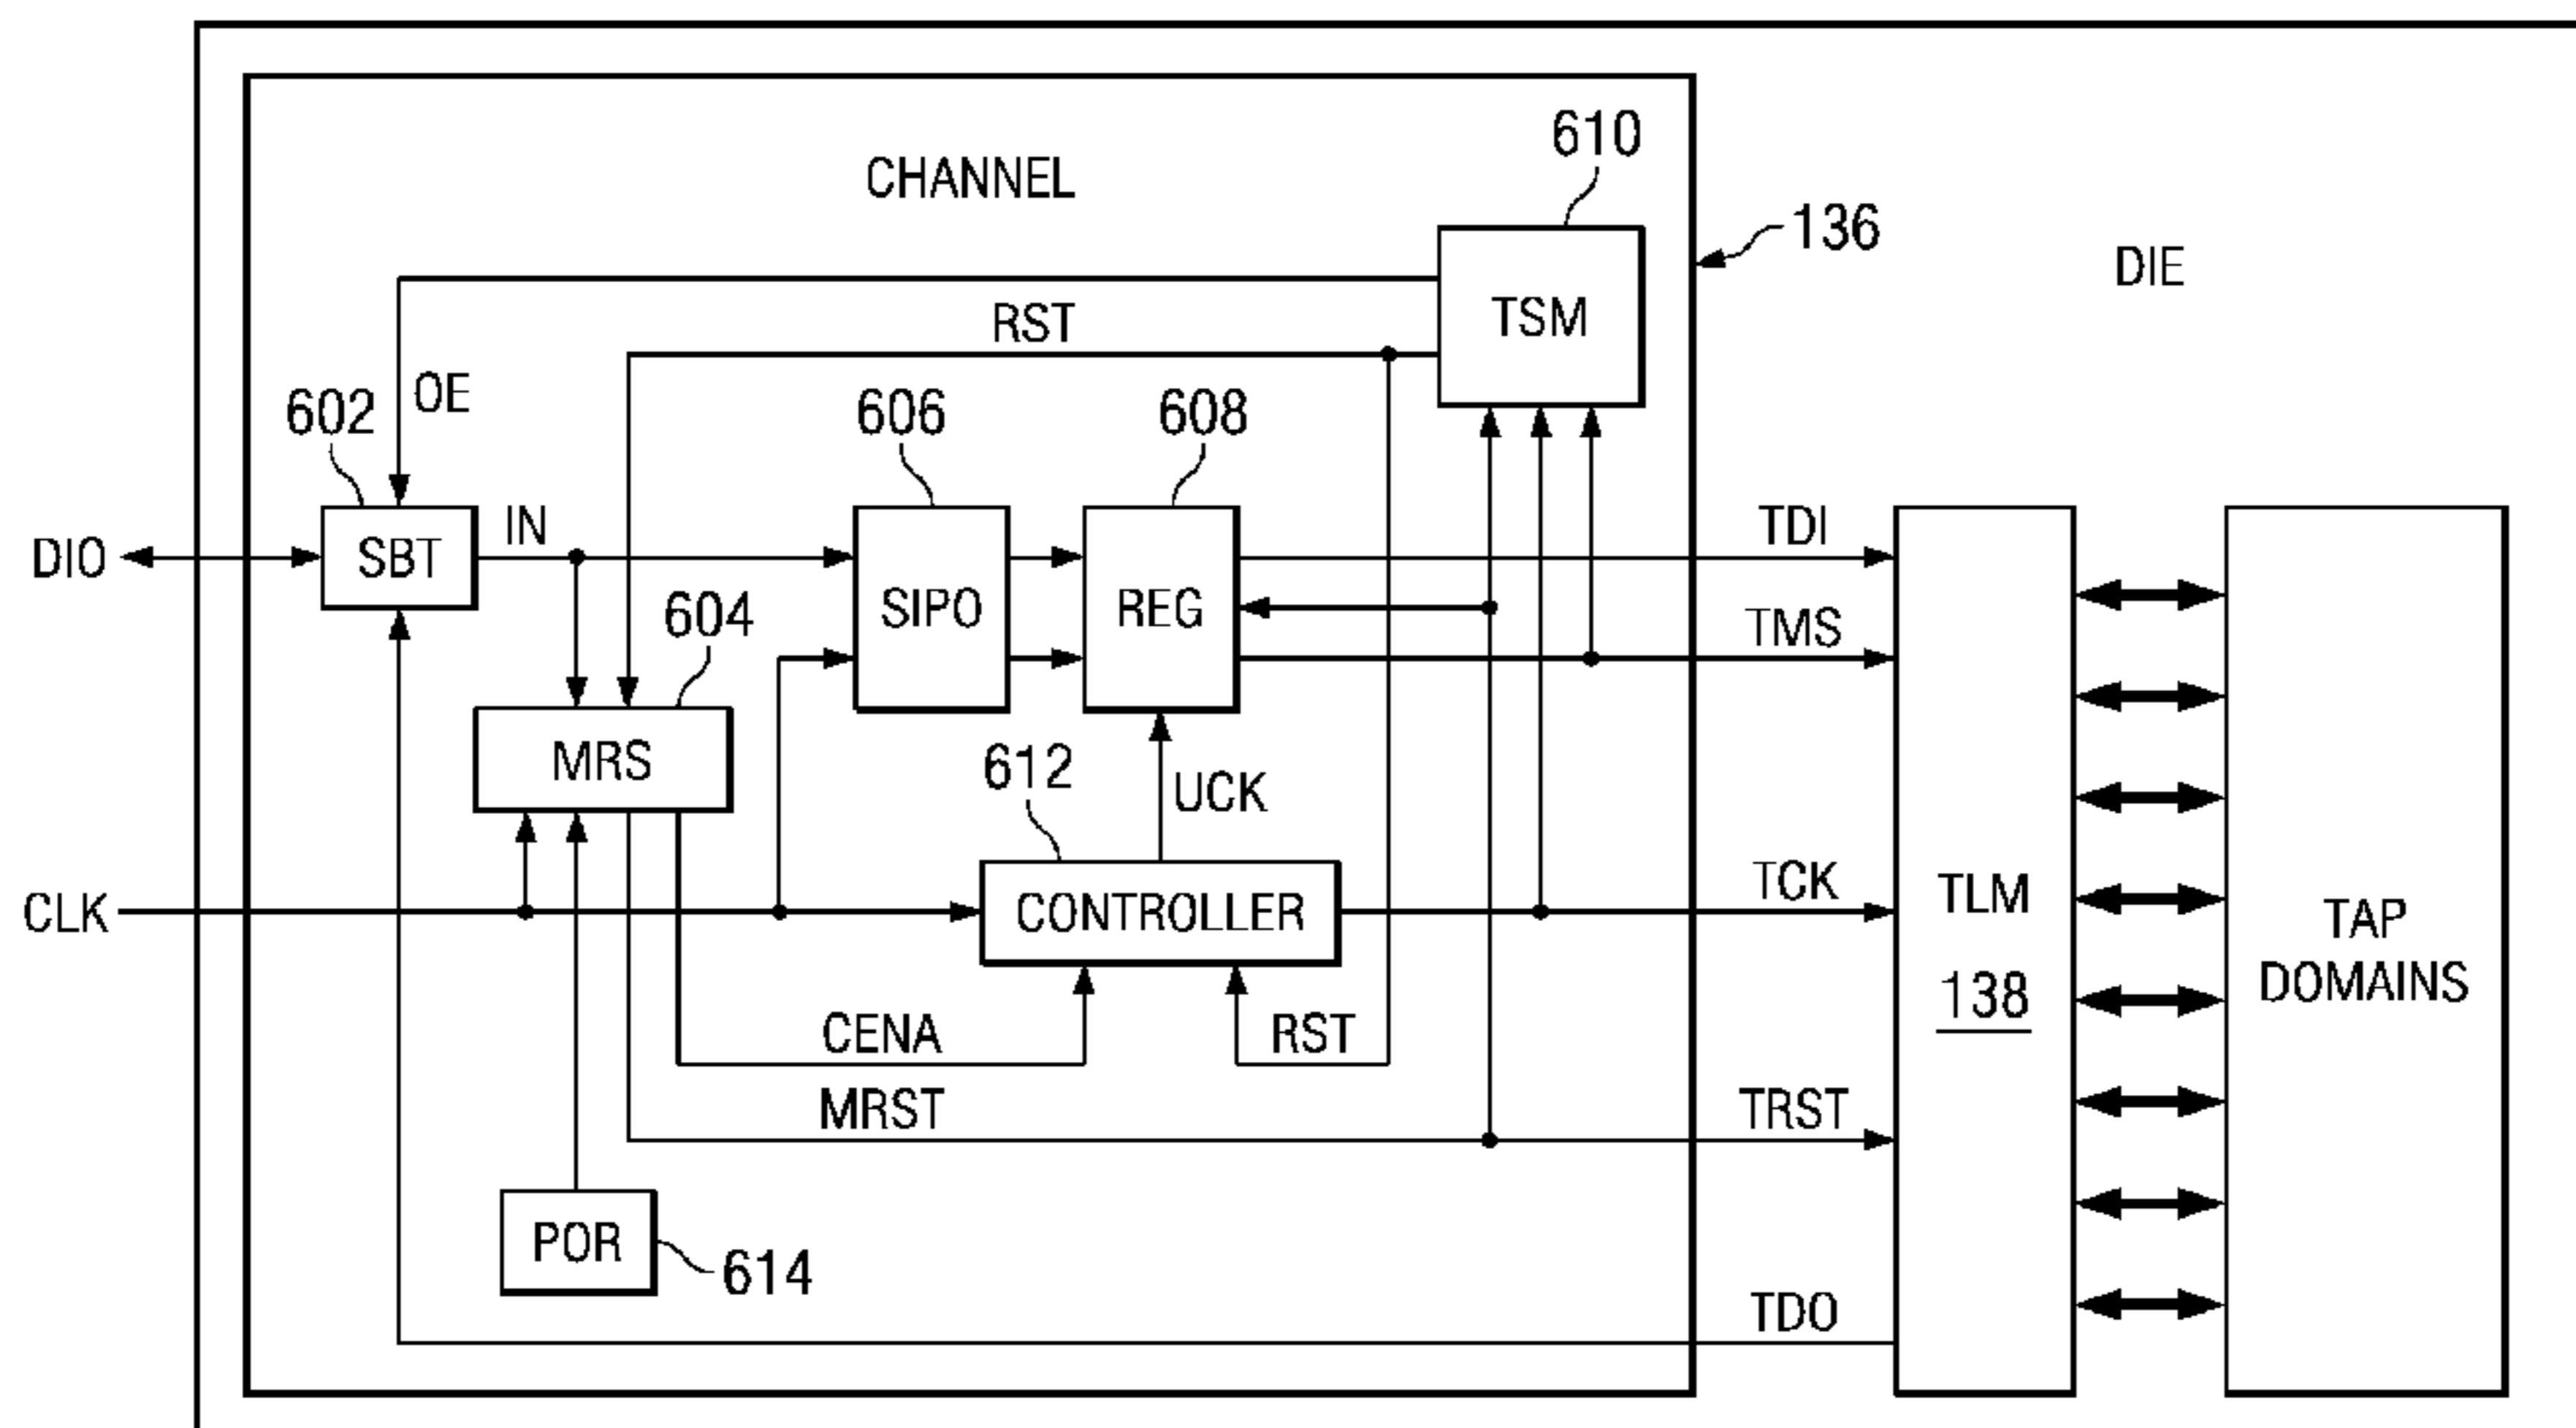 610
CHANNEL
136
DIE
TSM
RST
OE
602
606
608
IN
TDI
DIO
SBT
SIPO
REG
604
TMS
MRS
612
UCK
TCK
TLM
CLK
CONTROLLER
TAP
DOMAINS
138
CENA
RST
MRST
TRST
POR
614
TDO